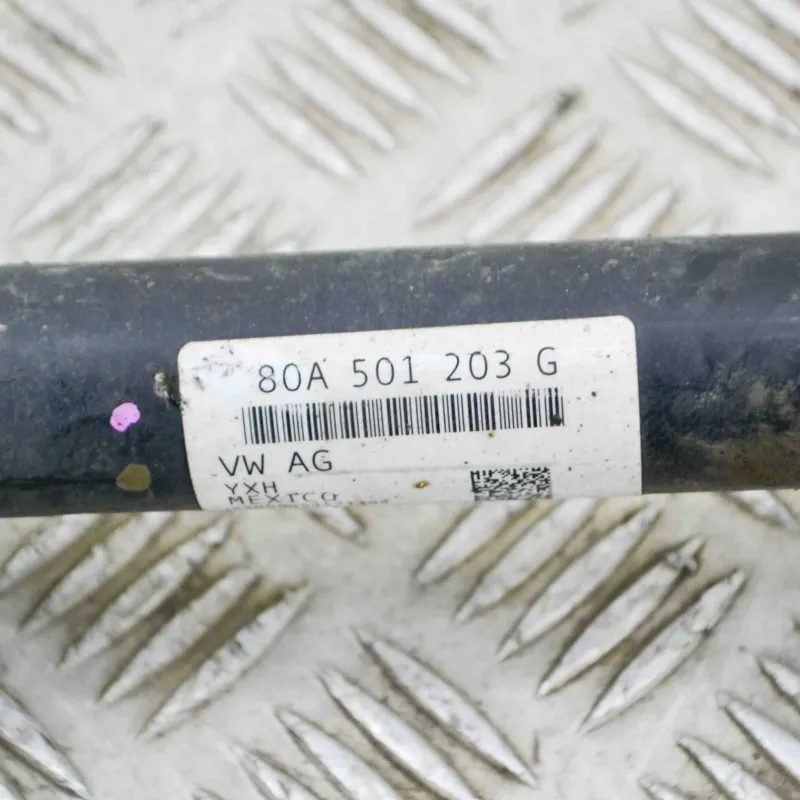 80A 501 203 G
VW AG
YXH
MEXICO